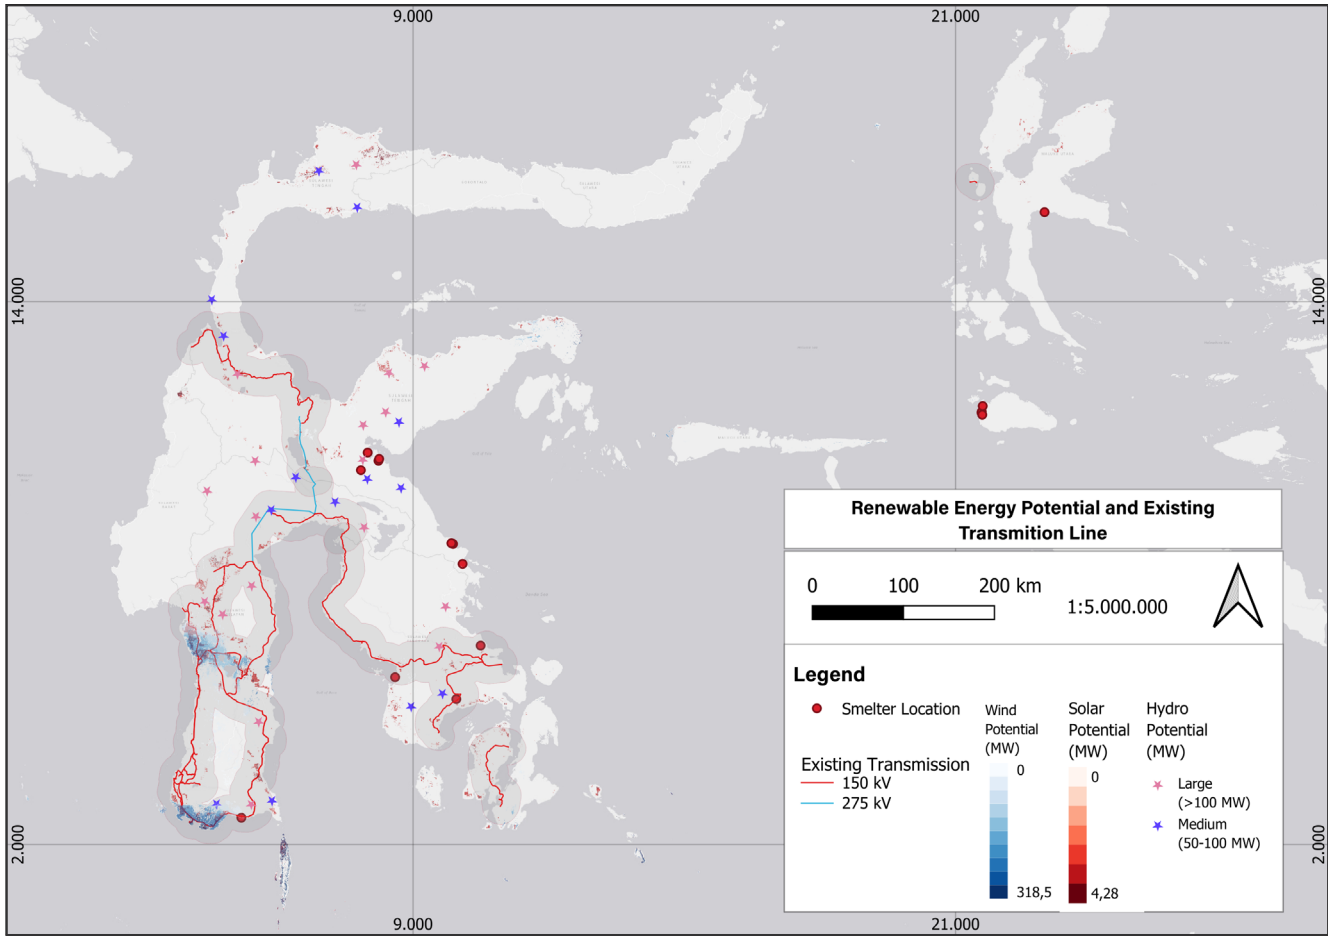 9.000
21.000
14.000
14.000
Renewable Energy Potential and Existing
Transmition Line
0
100
200 km
1:5.000.000
Legend
Smelter Location
Existing Transmission
150 kV
275 kV
Wind
Potential
(MW)
0
318,5
Solar
Potential
(MW)
0
4,28
Hydro
Potential
(MW)
Large
(>100 MW)
Medium
(50-100 MW)
2.000
2.000
9.000
21.000